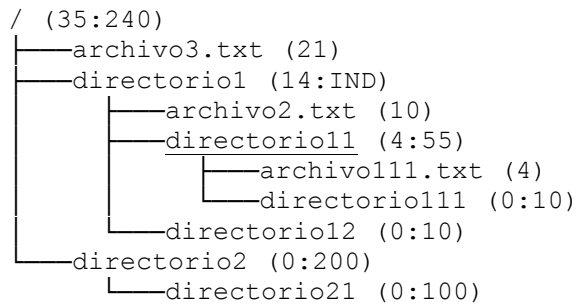 / (35:240)
├───archivo3.txt (21)
├───directorio1 (14:IND)
│   ├───archivo2.txt (10)
│   ├───directorio11 (4:55)
│   │   ├───archivo111.txt (4)
│   │   └───directorio111 (0:10)
│   └───directorio12 (0:10)
└───directorio2 (0:200)
    └───directorio21 (0:100)